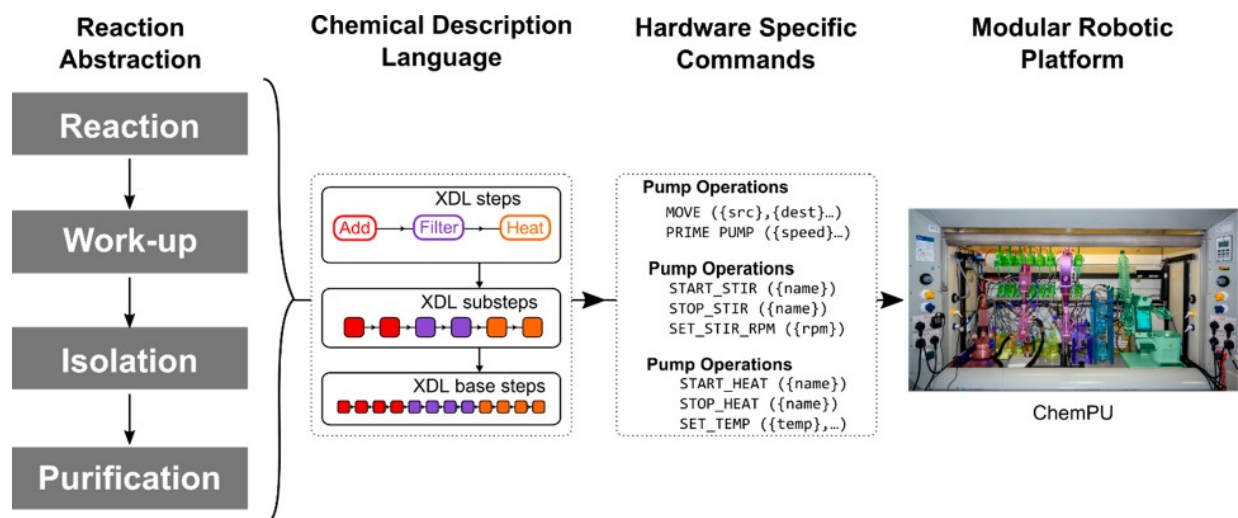 Reaction
Abstraction
Reaction
Work-up
Isolation
Purification
Chemical Description
Language
XDL steps
Add
Filter
Heat
XDL substeps
XDL base steps
Hardware Specific
Commands
Pump Operations
MOVE ({src},{dest}…)
PRIME PUMP ({speed}…)
Pump Operations
START_STIR ({name})
STOP_STIR ({name})
SET_STIR_RPM ({rpm})
Pump Operations
START_HEAT ({name})
STOP_HEAT ({name})
SET_TEMP ({temp},…)
Modular Robotic
Platform
ChemPU